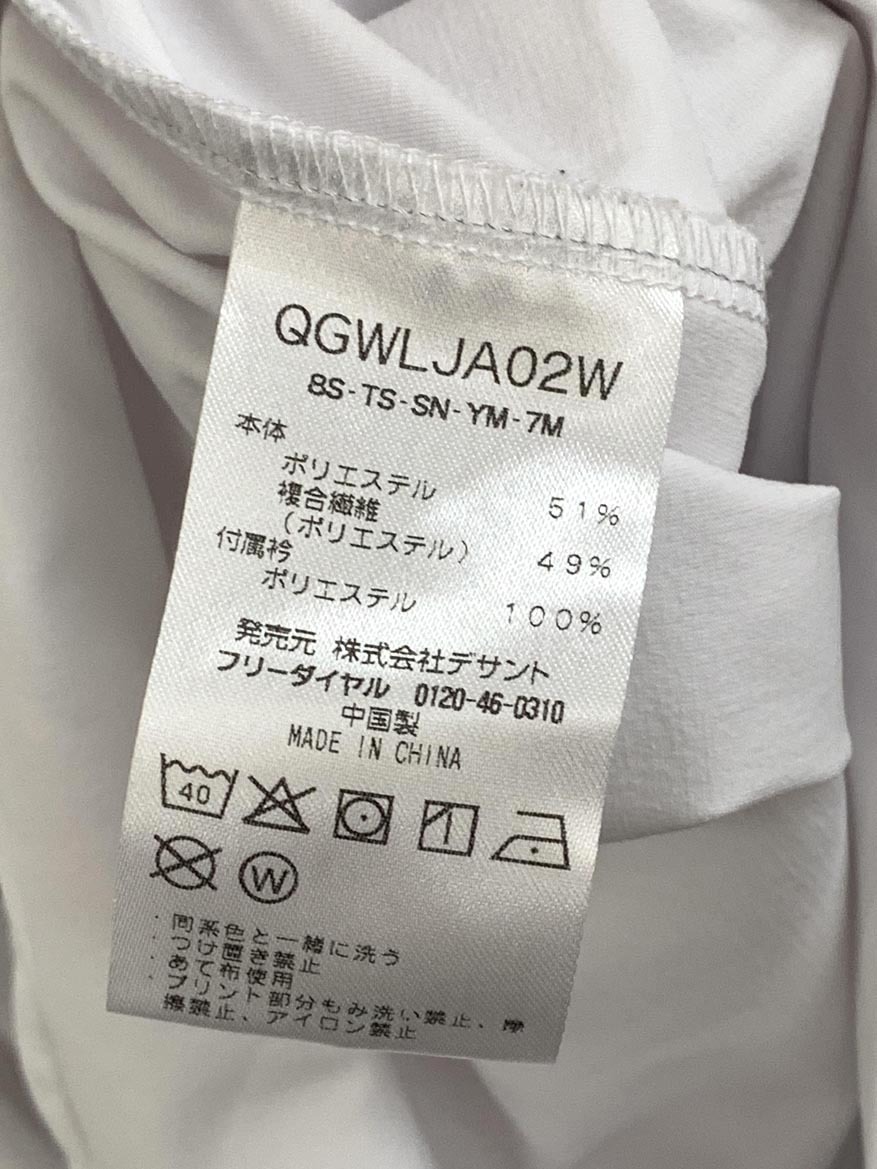 QGWLJA02W
8S-TS-SN-YM-7M
本体
ポリエステル 51%
複合繊維
(ポリエステル) 49%
付属衿
ポリエステル 100%
発売元 株式会社デサント
フリーダイヤル 0120-46-0310
中国製
MADE IN CHINA
40
W
・同系色と一緒に洗う
・つけ置き禁止
・あて布使用
・プリント部分もみ洗い禁止、摩
擦禁止、アイロン禁止